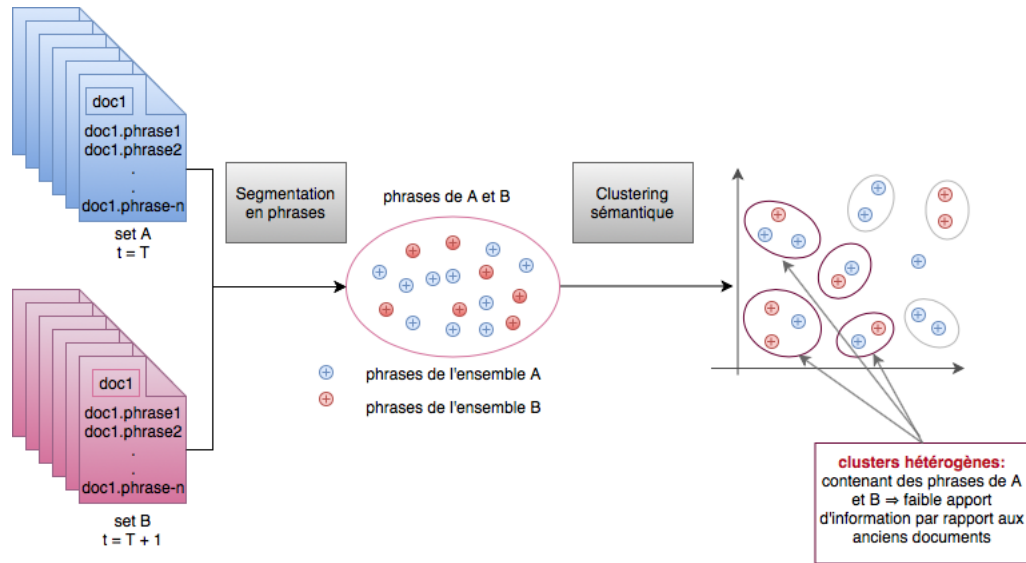 doc1
doc1.phrase1
doc1.phrase2
.
.
doc1.phrase-n
set A
t = T
Segmentation
en phrases
phrases de A et B
Clustering
sémantique
phrases de l'ensemble A
phrases de l'ensemble B
doc1
doc1.phrase1
doc1.phrase2
.
.
doc1.phrase-n
set B
t = T + 1
clusters hétérogènes:
contenant des phrases de A
et B ⇒ faible apport
d'information par rapport aux
anciens documents